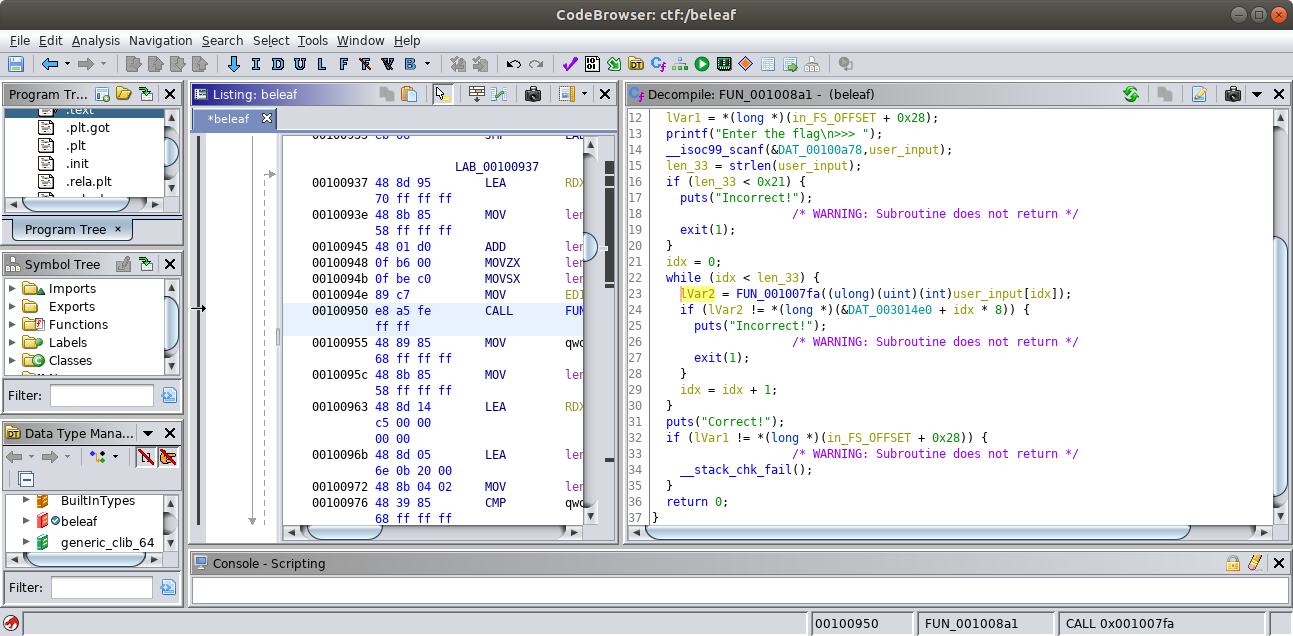 CodeBrowser: ctf:/beleaf
File Edit Analysis Navigation Search Select Tools Window Help
I D U L F B
Program Tr...
.text
.plt.got
.plt
.init
.rela.plt
Program Tree ×
Symbol Tree
Imports
Exports
Functions
Labels
Classes
Filter:
Data Type Mana...
BuiltInTypes
beleaf
generic_clib_64
Filter:
Listing: beleaf
*beleaf
LAB_00100937
00100937 48 8d 95 LEA RDX
70 ff ff ff
0010093e 48 8b 85 MOV len
58 ff ff ff
00100945 48 01 d0 ADD len
00100948 0f b6 00 MOVZX len
0010094b 0f be c0 MOVSX len
0010094e 89 c7 MOV EDI
00100950 e8 a5 fe CALL FUN
ff ff
00100955 48 89 85 MOV qwo
68 ff ff ff
0010095c 48 8b 85 MOV len
58 ff ff ff
00100963 48 8d 14 LEA RDX
c5 00 00
00 00
0010096b 48 8d 05 LEA len
6e 0b 20 00
00100972 48 8b 04 02 MOV len
00100976 48 39 85 CMP qwo
68 ff ff ff
Decompile: FUN_001008a1 - (beleaf)
12 lVar1 = *(long *)(in_FS_OFFSET + 0x28);
13 printf("Enter the flag\n>>> ");
14 __isoc99_scanf(&DAT_00100a78,user_input);
15 len_33 = strlen(user_input);
16 if (len_33 < 0x21) {
17 puts("Incorrect!");
18 /* WARNING: Subroutine does not return */
19 exit(1);
20 }
21 idx = 0;
22 while (idx < len_33) {
23 lVar2 = FUN_001007fa((ulong)(uint)(int)user_input[idx]);
24 if (lVar2 != *(long *)(&DAT_003014e0 + idx * 8)) {
25 puts("Incorrect!");
26 /* WARNING: Subroutine does not return */
27 exit(1);
28 }
29 idx = idx + 1;
30 }
31 puts("Correct!");
32 if (lVar1 != *(long *)(in_FS_OFFSET + 0x28)) {
33 /* WARNING: Subroutine does not return */
34 __stack_chk_fail();
35 }
36 return 0;
37 }
Console - Scripting
00100950 FUN_001008a1 CALL 0x001007fa